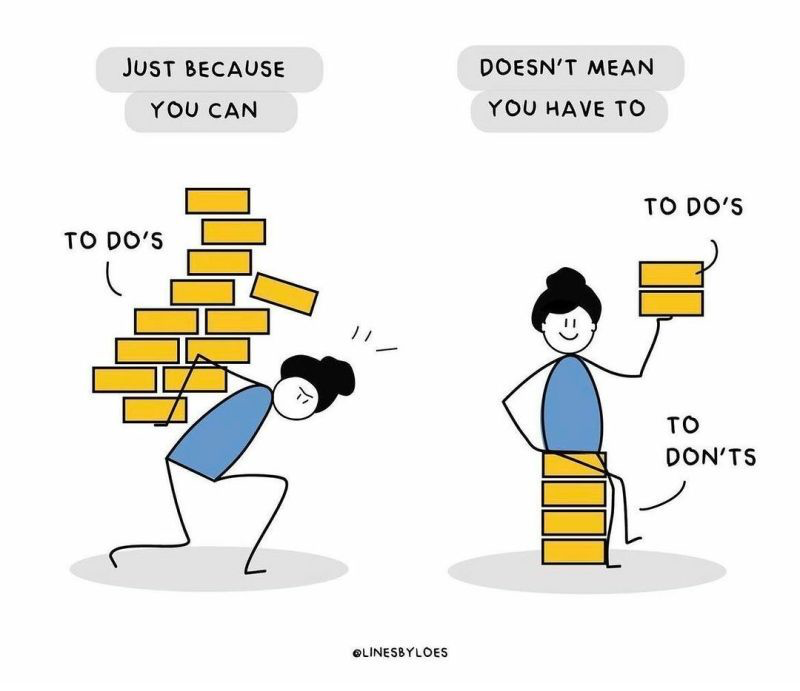 JUST BECAUSE
YOU CAN
DOESN'T MEAN
YOU HAVE TO
TO DO'S
TO DO'S
TO
DON'TS
@LINESBYLOES